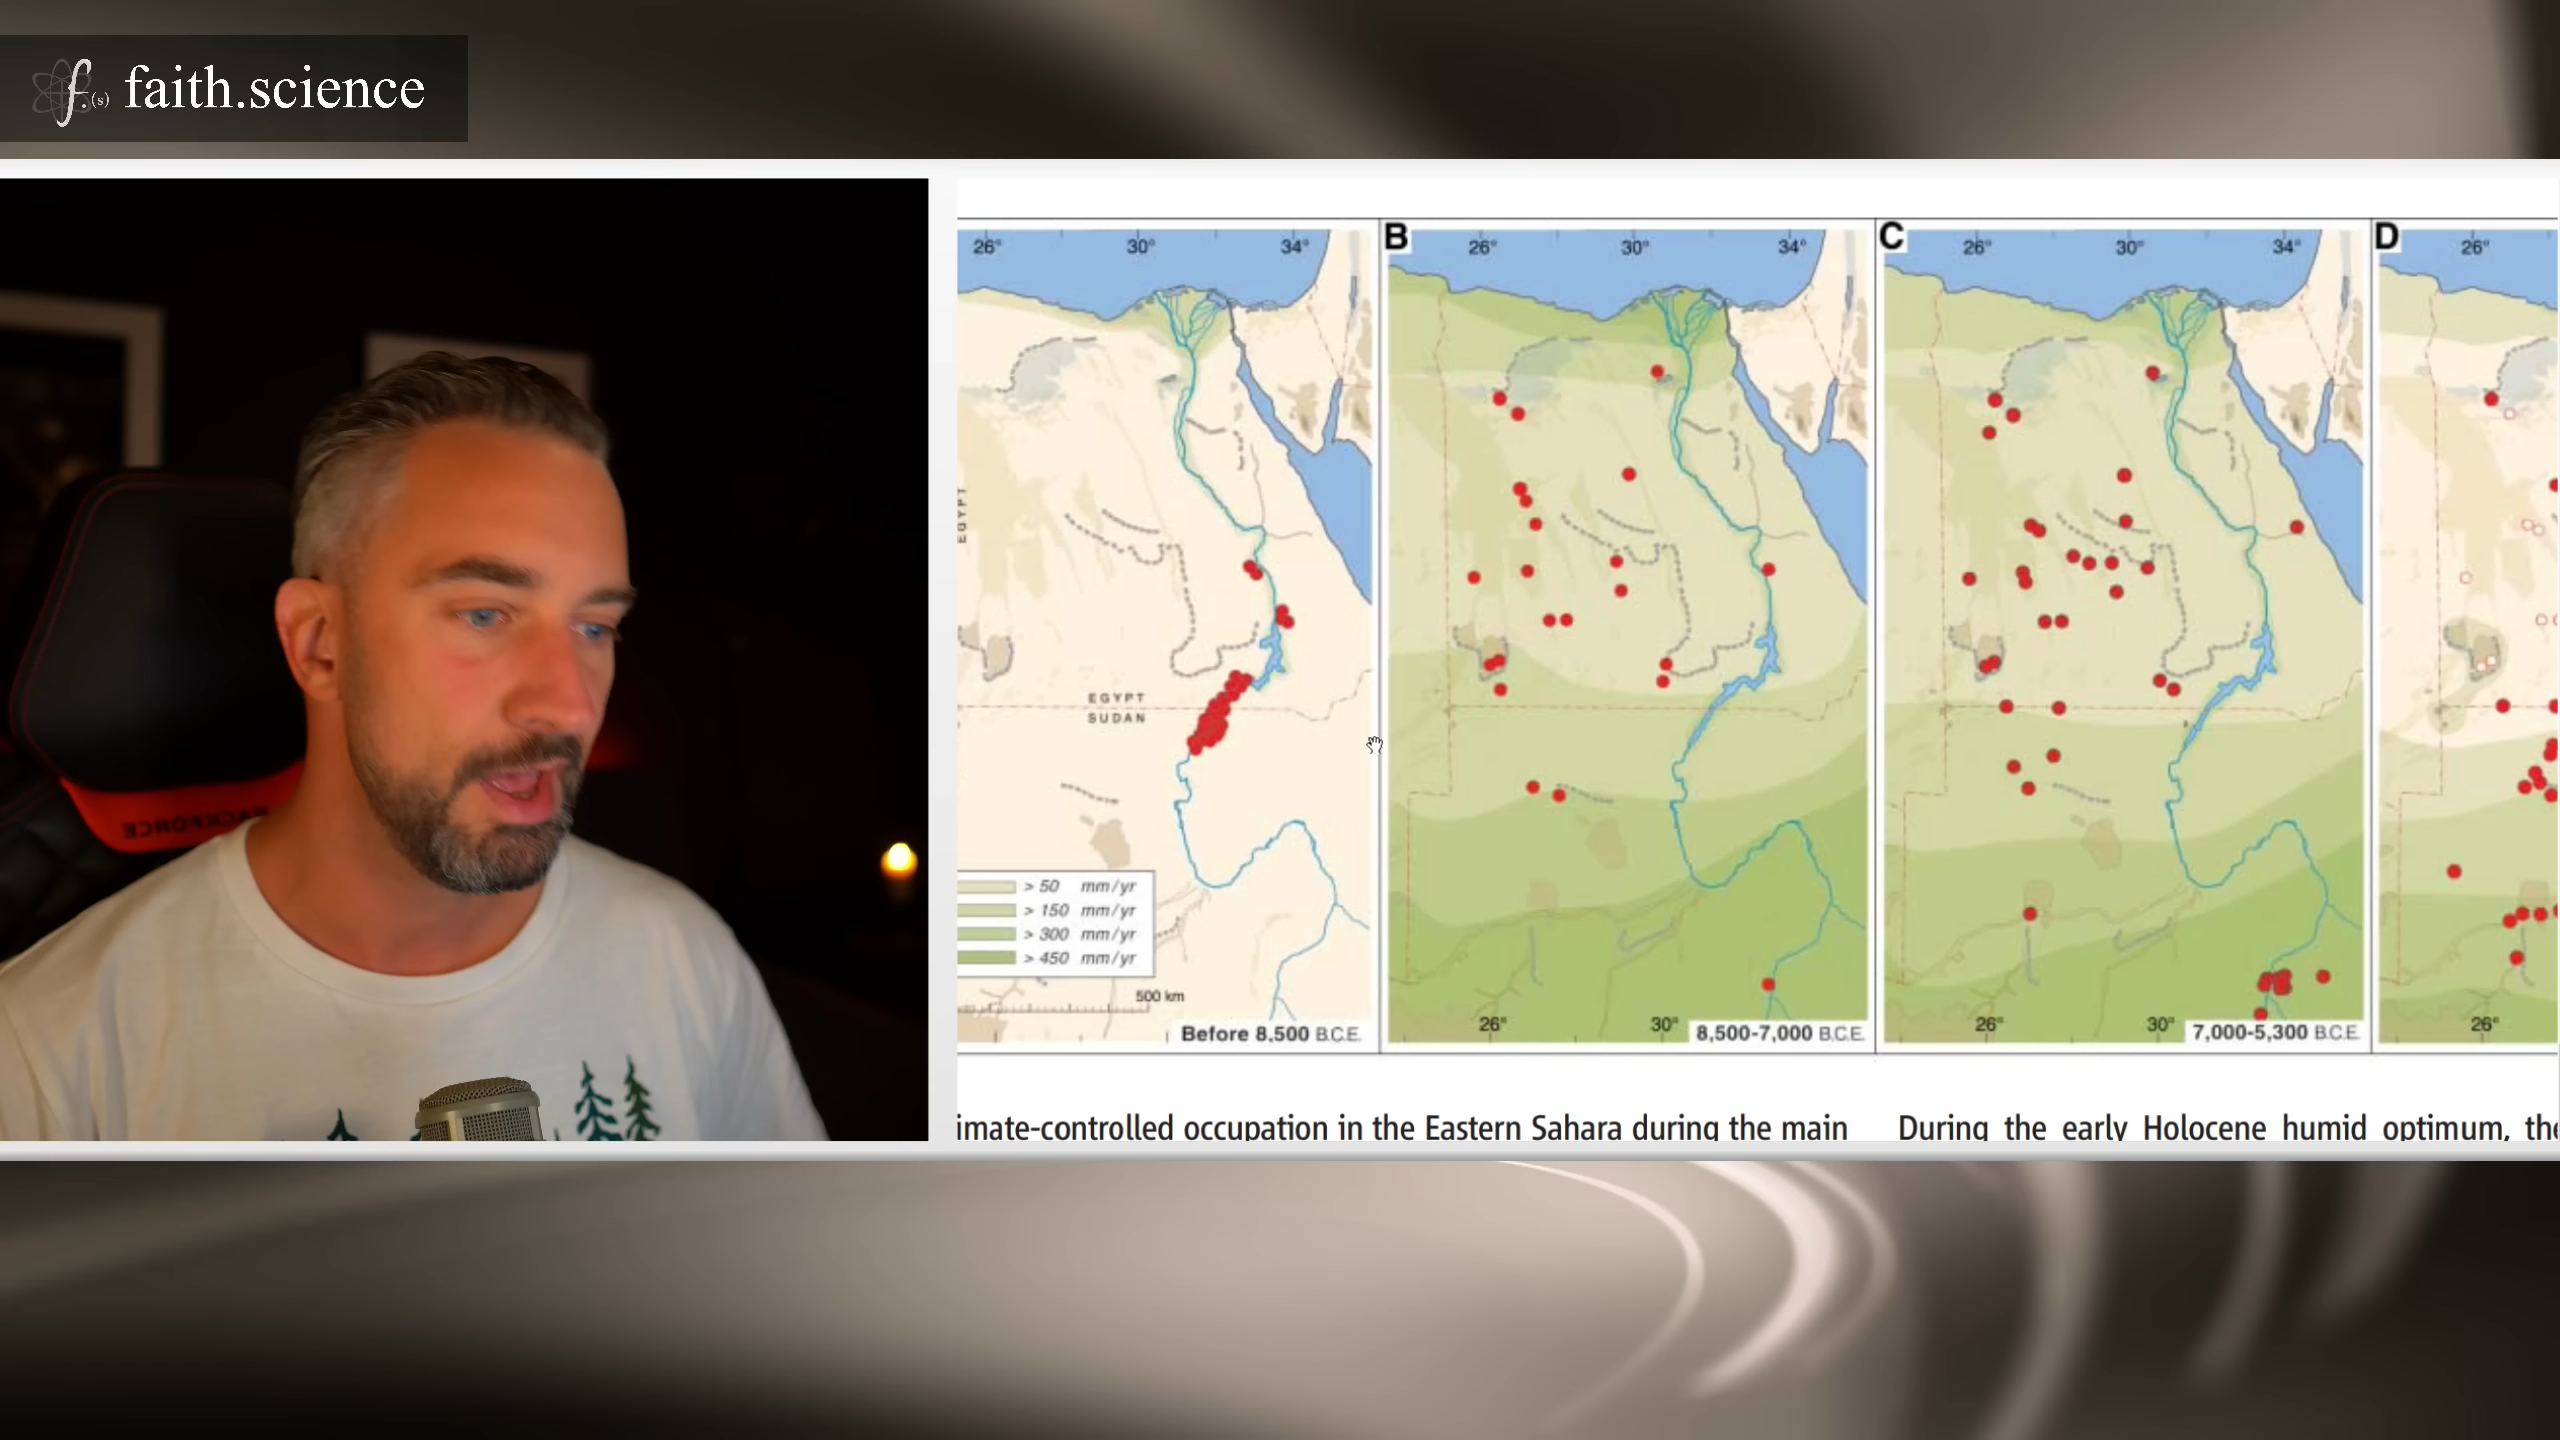 f.(s) faith.science
BACKFORCE
26° 30° 34°
EGYPT
EGYPT
SUDAN
> 50 mm/yr
> 150 mm/yr
> 300 mm/yr
> 450 mm/yr
500 km
Before 8,500 B.C.E.
B
26° 30° 34°
26° 30°
8,500-7,000 B.C.E.
C
26° 30° 34°
26° 30°
7,000-5,300 B.C.E.
D
26°
26°
imate-controlled occupation in the Eastern Sahara during the main
During the early Holocene humid optimum, the